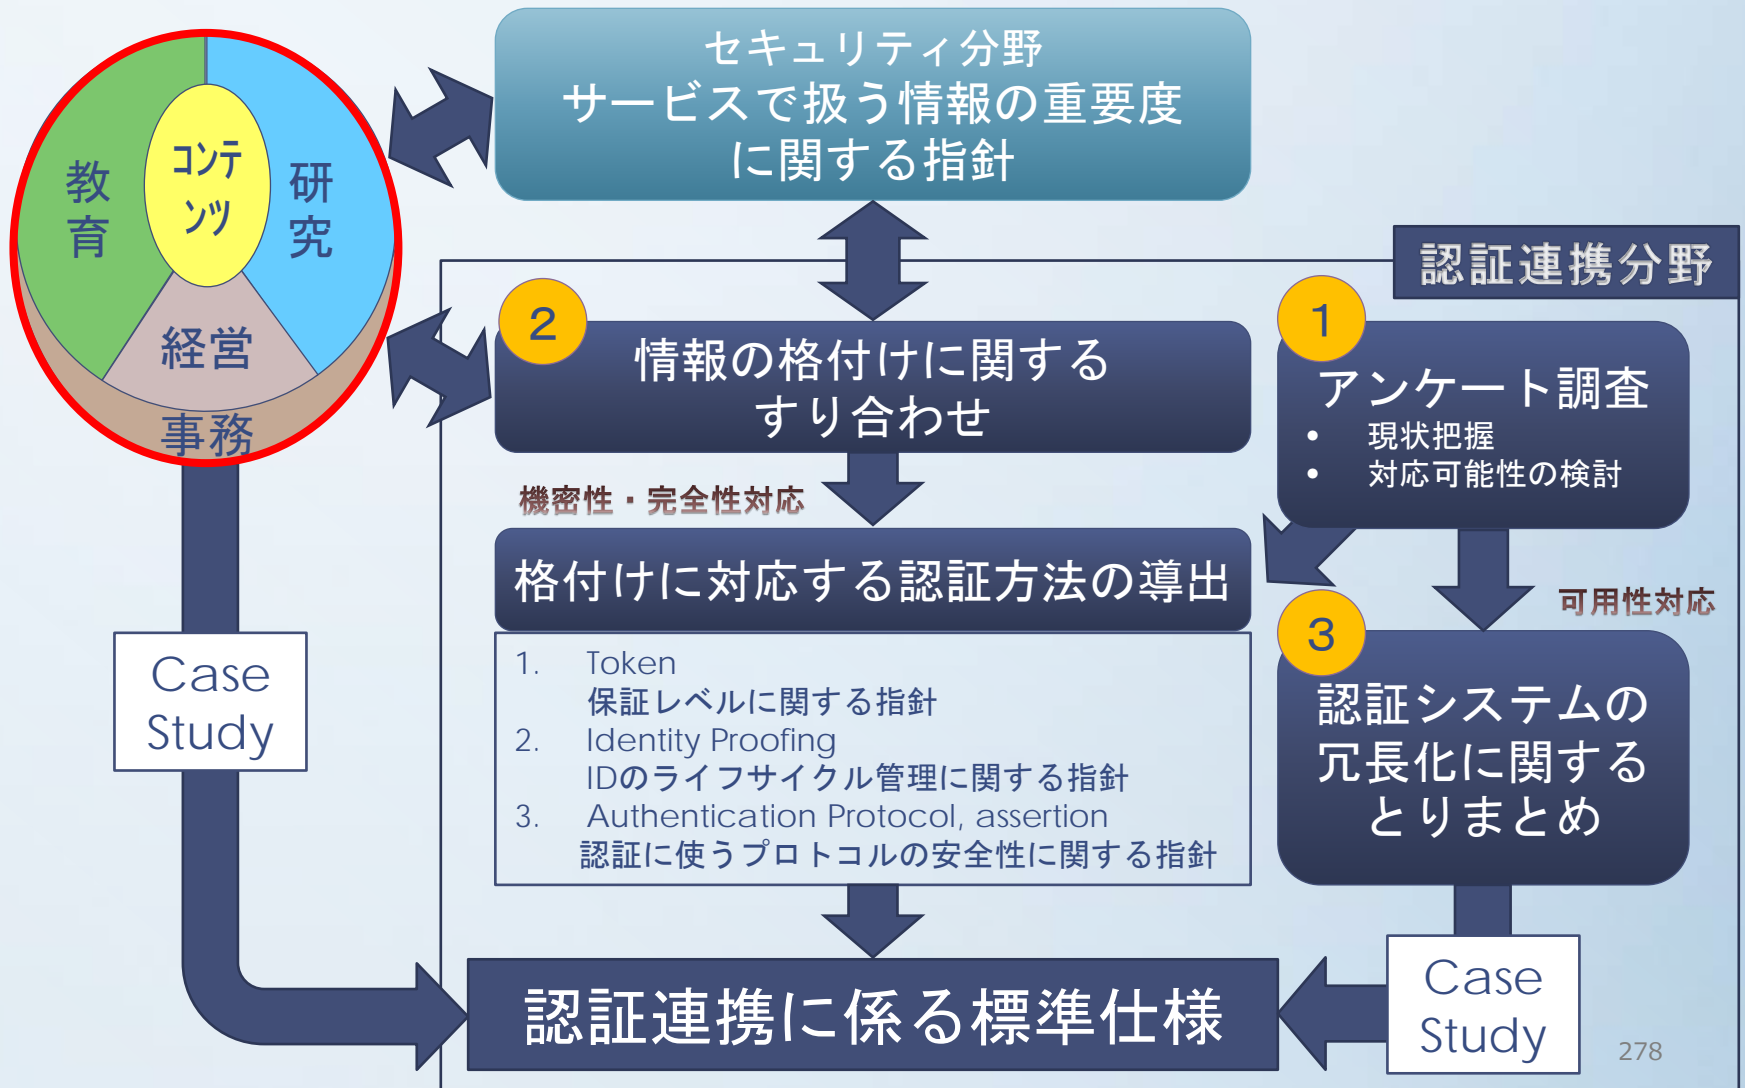 セキュリティ分野
サービスで扱う情報の重要度
に関する指針
教
育
コンテ
ンツ
研
究
経営
事務
認証連携分野
2
情報の格付けに関する
すり合わせ
1
アンケート調査
• 現状把握
• 対応可能性の検討
機密性・完全性対応
格付けに対応する認証方法の導出
可用性対応
1. Token
保証レベルに関する指針
2. Identity Proofing
IDのライフサイクル管理に関する指針
3. Authentication Protocol, assertion
認証に使うプロトコルの安全性に関する指針
3
認証システムの
冗長化に関する
とりまとめ
Case
Study
認証連携に係る標準仕様
Case
Study
278